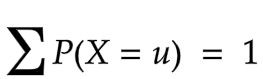 ∑ P(X = u) = 1